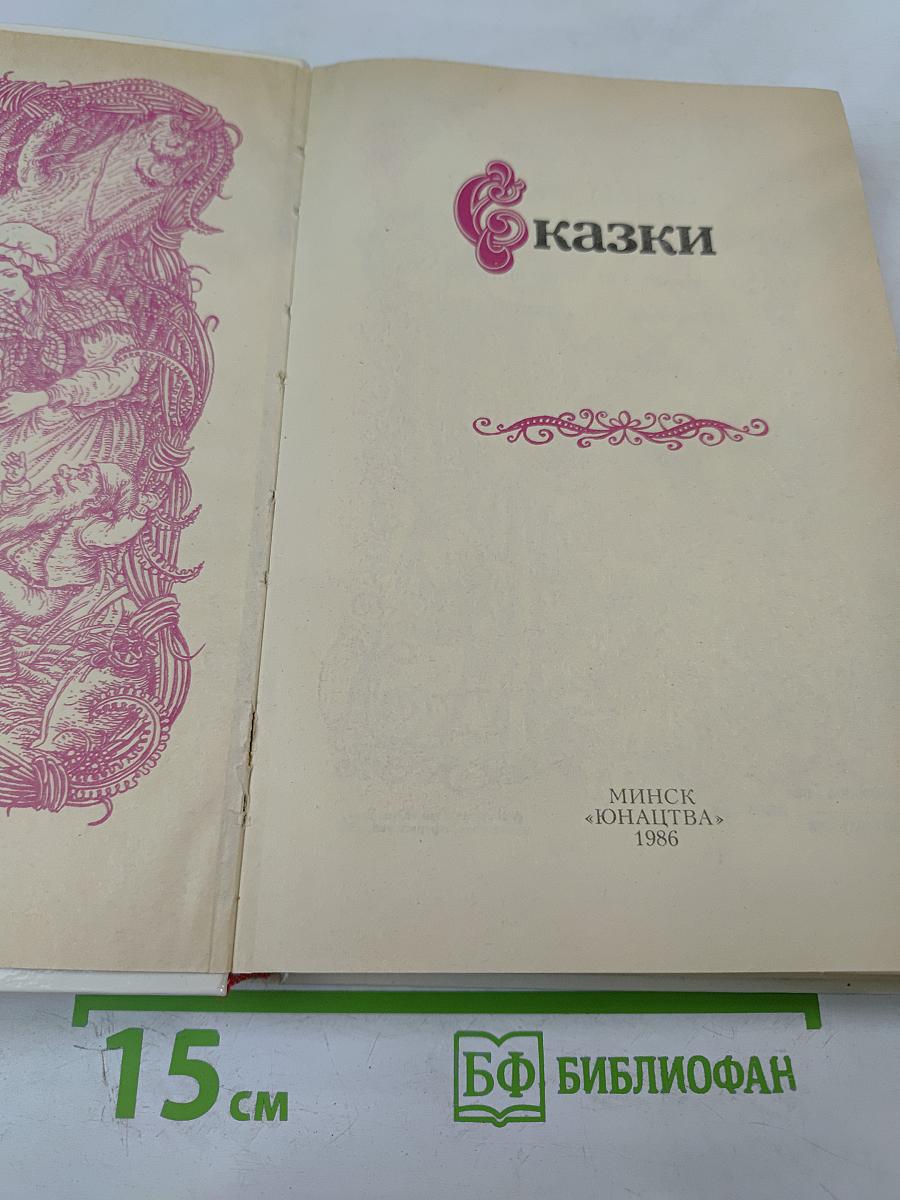 Сказки
МИНСК
«ЮНАЦТВА»
1986
15 см
БФ БИБЛИОФАН